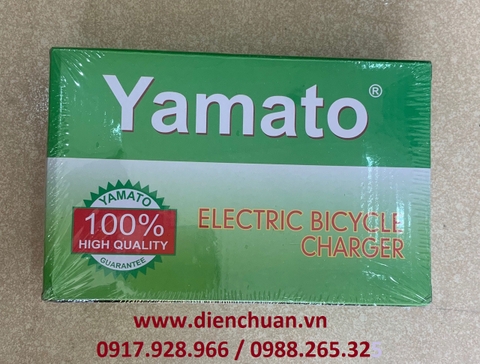 Yamato®
YAMATO
100%
HIGH QUALITY
GUARANTEE
ELECTRIC BICYCLE
CHARGER
www.dienchuan.vn
0917.928.966 / 0988.265.32